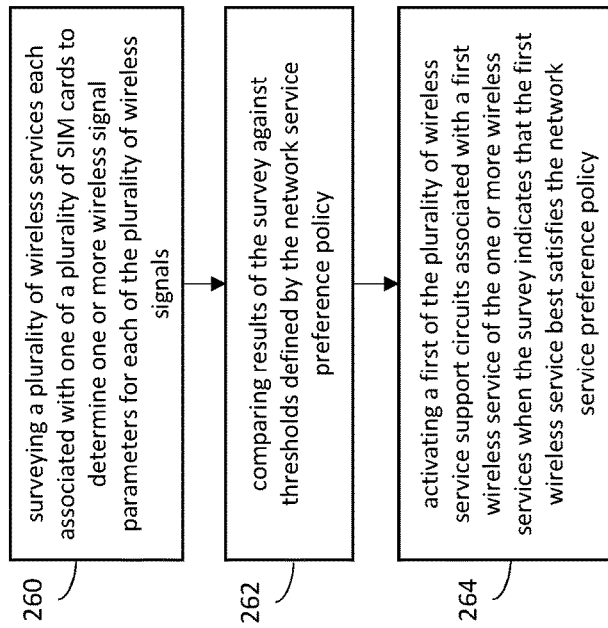 260
surveying a plurality of wireless services each
associated with one of a plurality of SIM cards to
determine one or more wireless signal
parameters for each of the plurality of wireless
signals
262
comparing results of the survey against
thresholds defined by the network service
preference policy
264
activating a first of the plurality of wireless
service support circuits associated with a first
wireless service of the one or more wireless
services when the survey indicates that the first
wireless service best satisfies the network
service preference policy